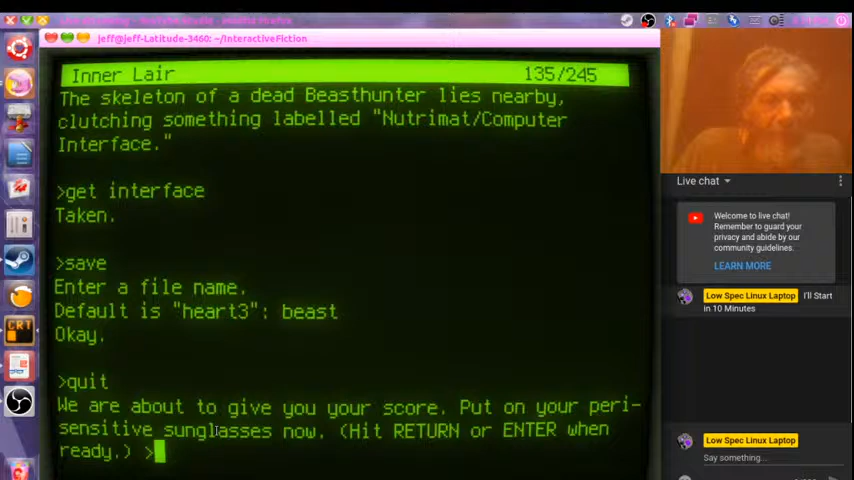 jeff@jeff-Latitude-3460: ~/InteractiveFiction
Inner Lair 135/245
The skeleton of a dead Beasthunter lies nearby,
clutching something labelled "Nutrimat/Computer
Interface."
>get interface
Taken.
>save
Enter a file name.
Default is "heart3": beast
Okay.
>quit
We are about to give you your score. Put on your peri-
sensitive sunglasses now. (Hit RETURN or ENTER when
ready.) >
CRT
Live chat
Welcome to live chat!
Remember to guard your
privacy and abide by our
community guidelines.
LEARN MORE
Low Spec Linux Laptop I'll Start
in 10 Minutes
Low Spec Linux Laptop
Say something...